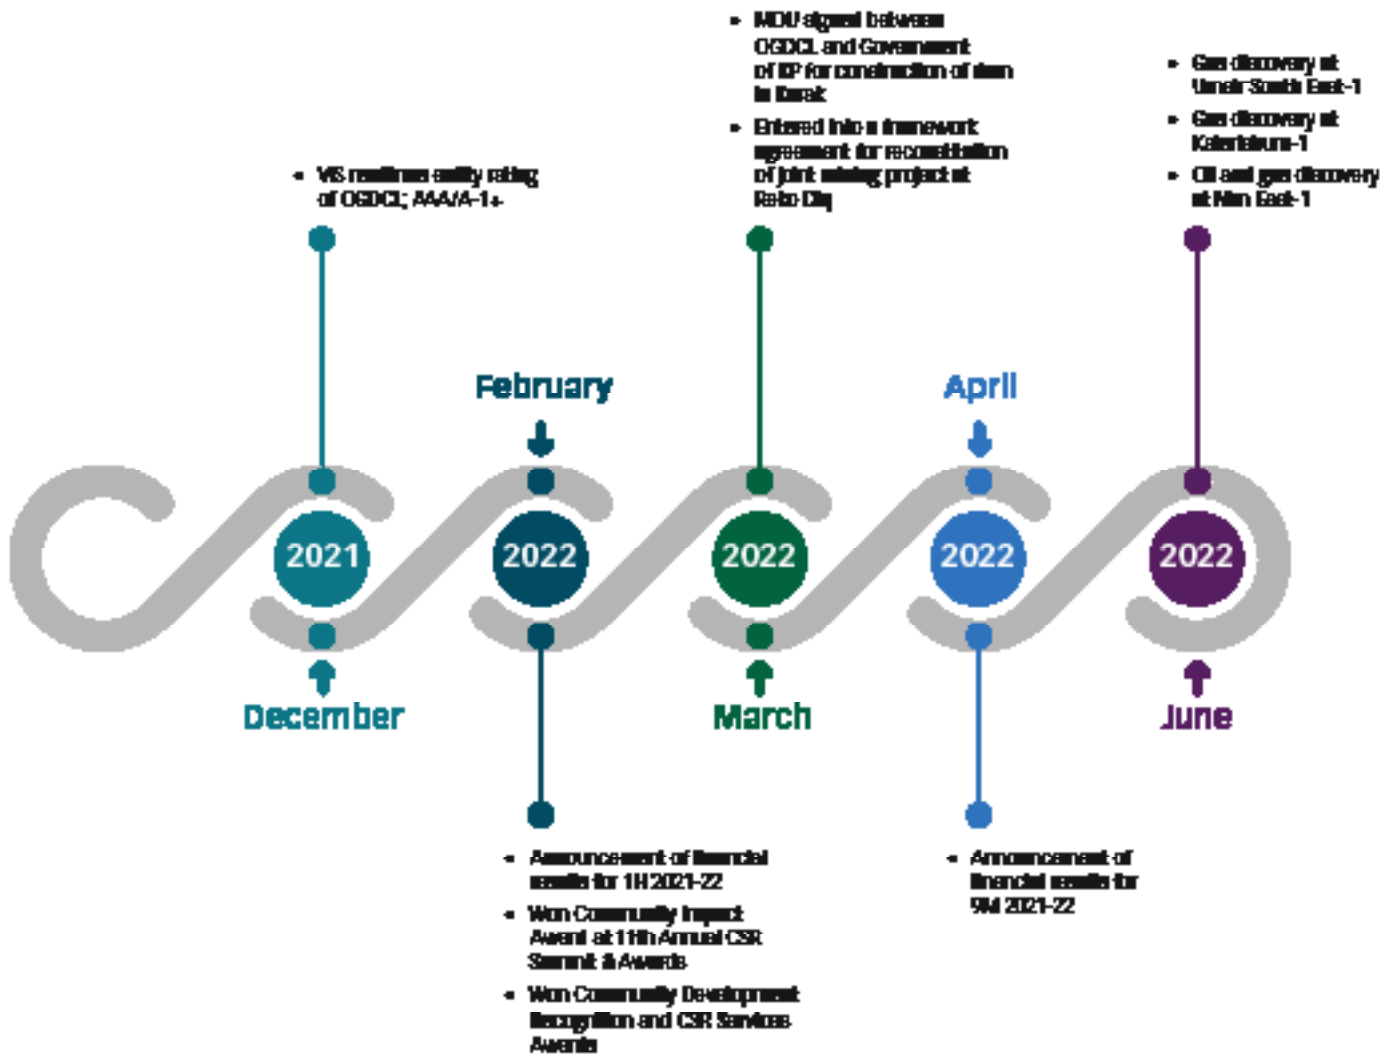 • VIS reaffirms entity rating
of OGDCL; AAA/A-1+
• MOU signed between
OGDCL and Government
of KP for construction of dam
in Karak
• Entered into a framework
agreement for reconstitution
of joint mining project at
Reko Diq
• Gas discovery at
Umair South East-1
• Gas discovery at
• Oil and gas discovery
at Nim East-1
February
April
2021
2022
2022
2022
2022
December
March
June
• Announcement of financial
results for 1H 2021-22
• Won Community Impact
Award at 11th Annual CSR
Summit & Awards
• Won Community Development
Recognition and CSR Services
Awards
• Announcement of
financial results for
9M 2021-22